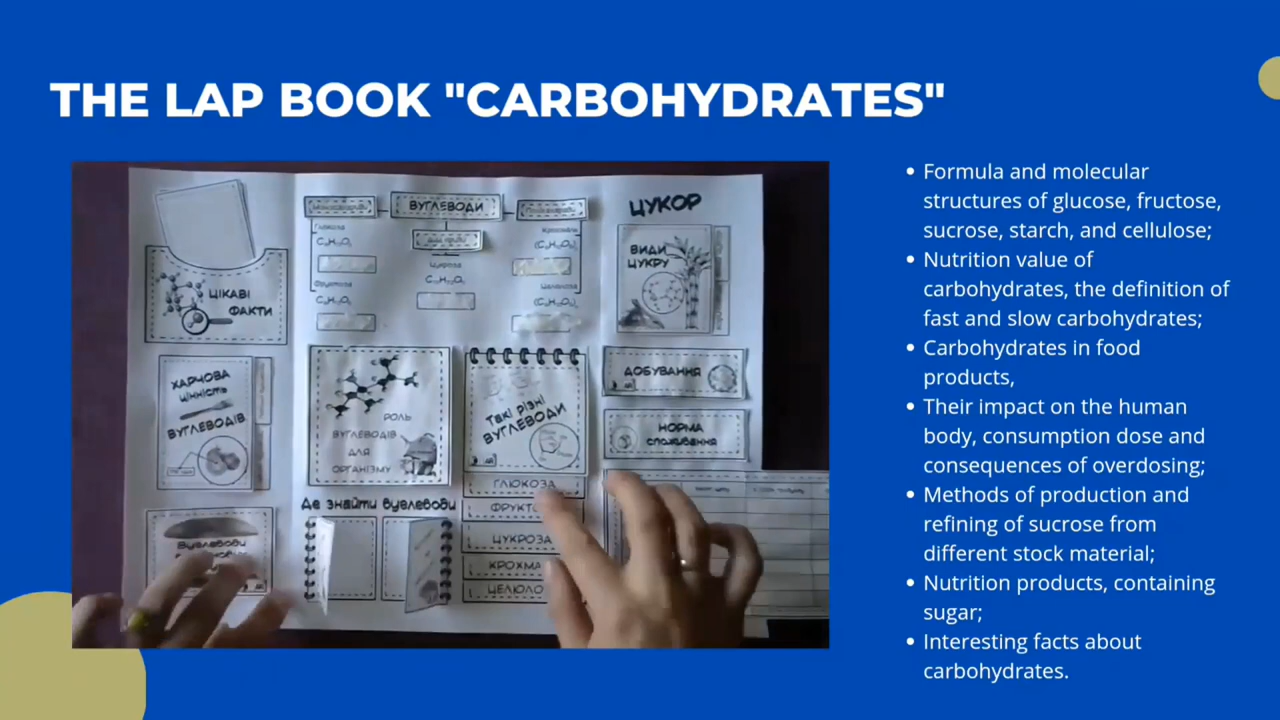 THE LAP BOOK "CARBOHYDRATES"
ЦІКАВІ
ФАКТИ
ХАРЧОВА
ЦІННІСТЬ
ВУГЛЕВОДІВ
Вуглеводи
ВУГЛЕВОДИ
Глюкоза
C₆H₁₂O₆
Фруктоза
C₆H₁₂O₆
Цукроза
C₁₂H₂₂O₁₁
Крохмаль
Целюлоза
РОЛЬ
ВУГЛЕВОДІВ
ДЛЯ
ОРГАНІЗМУ
Де знайти вуглеводи
Такі різні
ВУГЛЕВОДИ
ГЛЮКОЗА
ФРУКТО
ЦУКРОЗА
КРОХМА
ЦЕЛЮЛО
ЦУКОР
ВИДИ
ЦУКРУ
ДОБУВАННЯ
НОРМА
споживання
• Formula and molecular
structures of glucose, fructose,
sucrose, starch, and cellulose;
• Nutrition value of
carbohydrates, the definition of
fast and slow carbohydrates;
• Carbohydrates in food
products,
• Their impact on the human
body, consumption dose and
consequences of overdosing;
• Methods of production and
refining of sucrose from
different stock material;
• Nutrition products, containing
sugar;
• Interesting facts about
carbohydrates.